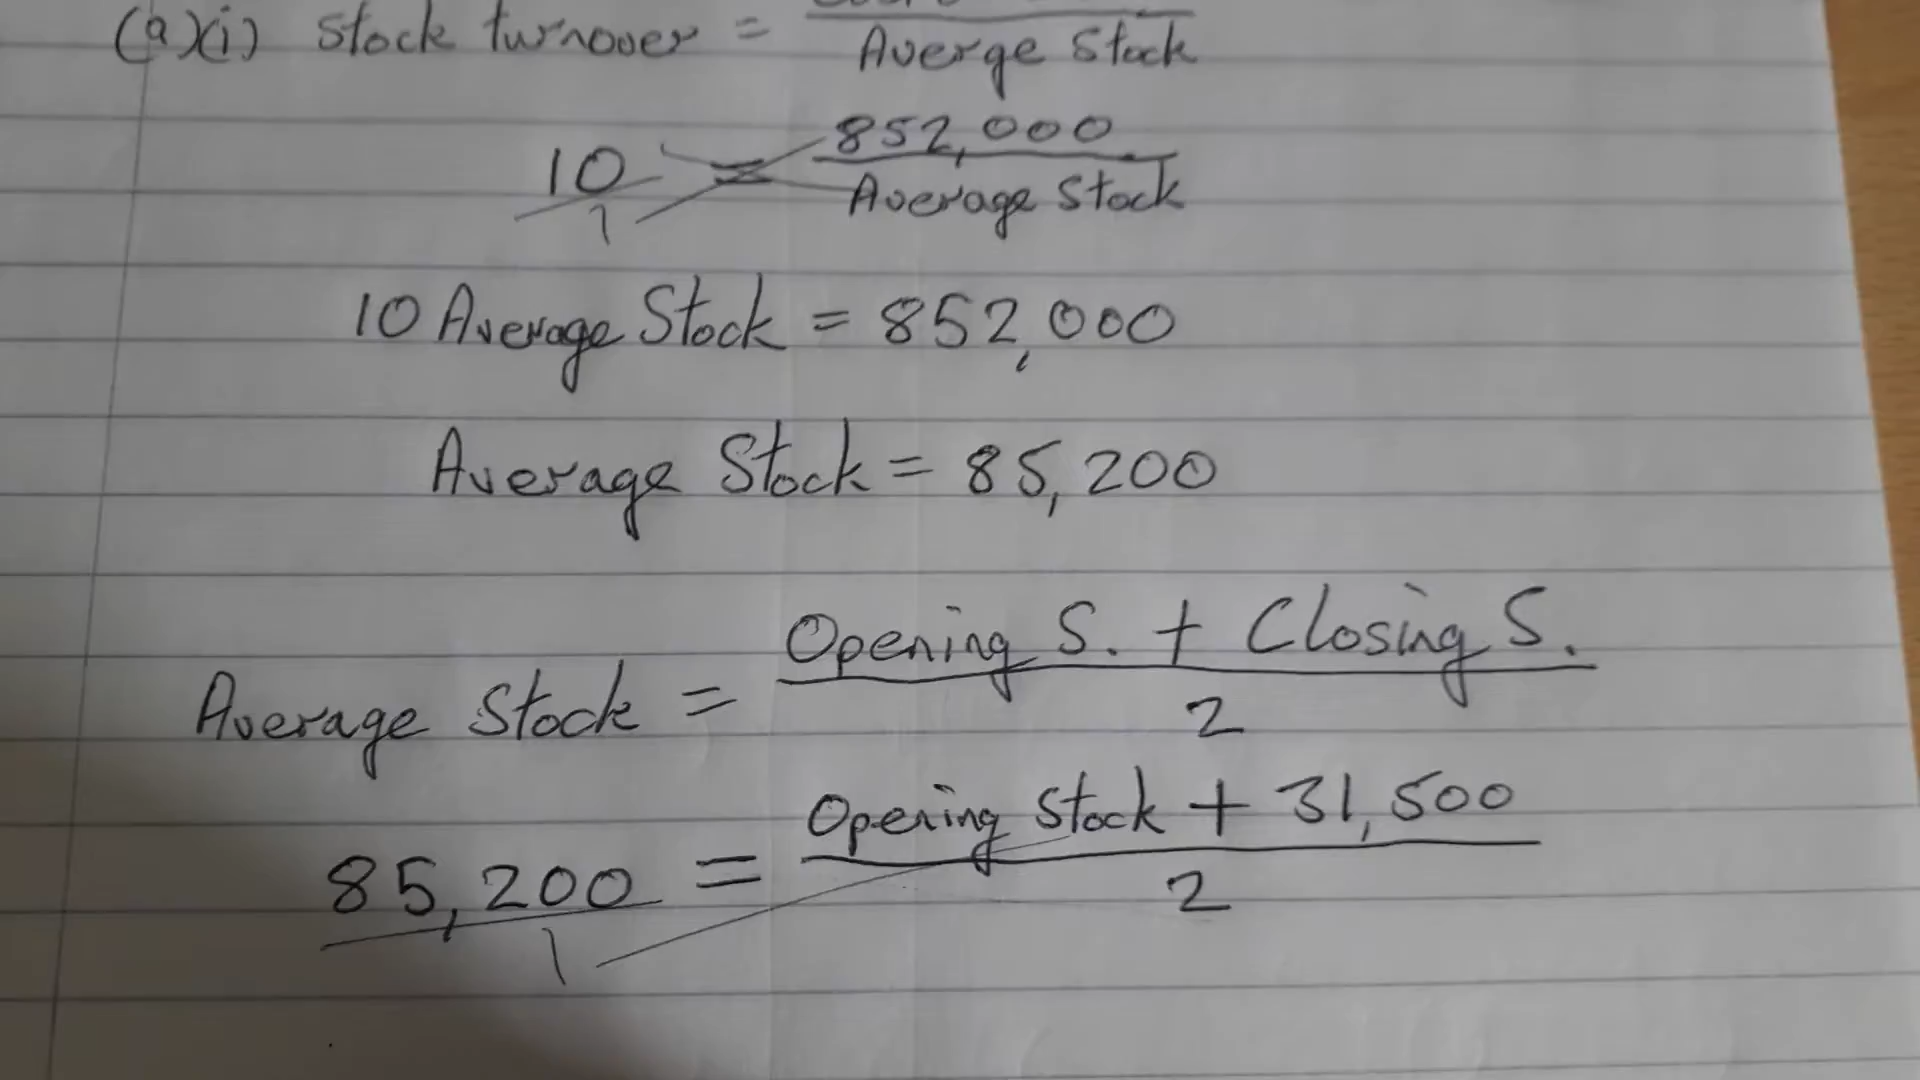 (a)(i) Stock turnover =
Averge Stock
852,000
10 =
1
Average Stock
10 Average Stock = 852,000
Average Stock = 85,200
Opening S. + Closing S.
Average Stock =
2
Opening Stock + 31,500
85,200 =
2
1